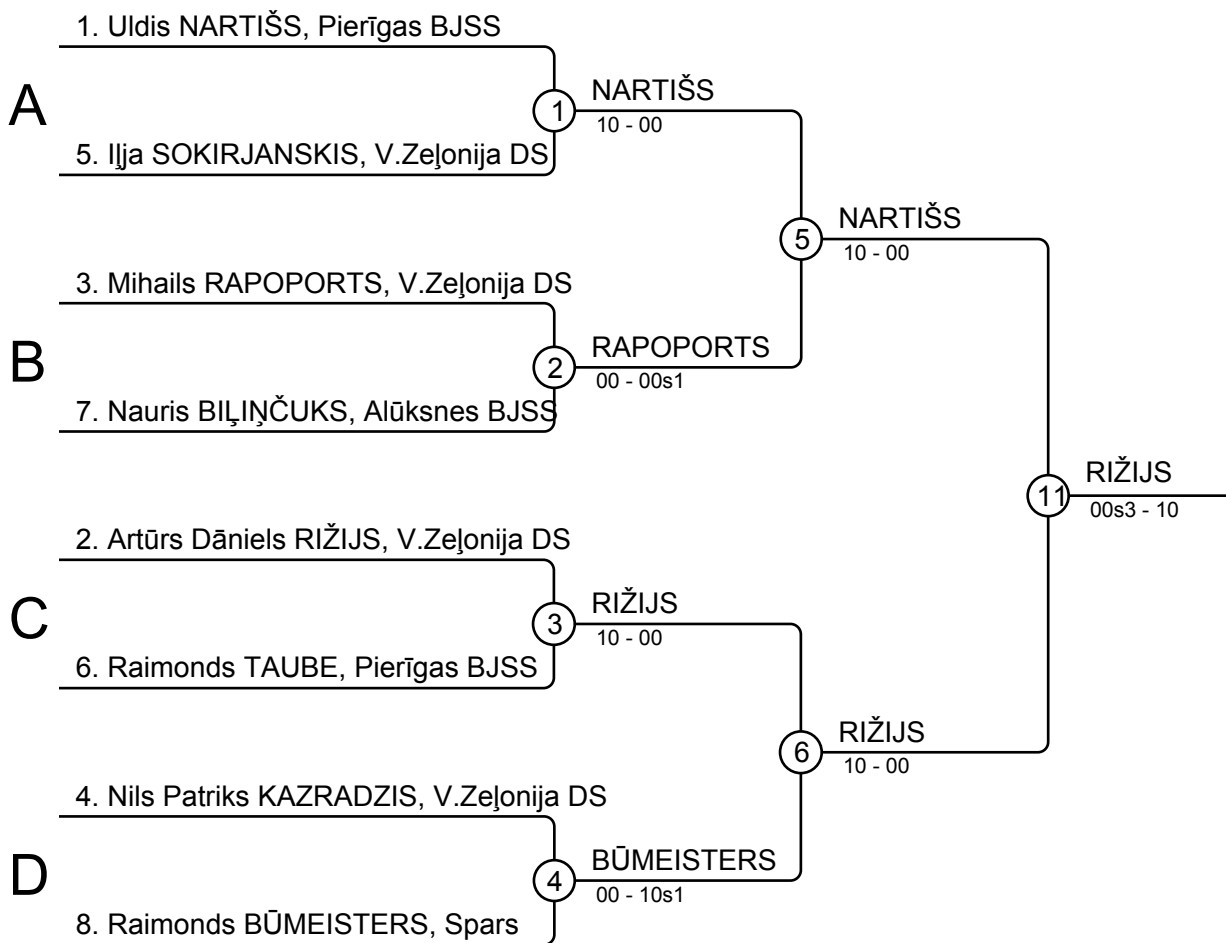 1. Uldis NARTIŠS, Pierīgas BJSS
A
1
NARTIŠS
10 - 00
5. Iļja SOKIRJANSKIS, V.Zeļonija DS
5
NARTIŠS
10 - 00
3. Mihails RAPOPORTS, V.Zeļonija DS
B
2
RAPOPORTS
00 - 00s1
7. Nauris BIĻIŅČUKS, Alūksnes BJSS
11
RIŽIJS
00s3 - 10
2. Artūrs Dāniels RIŽIJS, V.Zeļonija DS
C
3
RIŽIJS
10 - 00
6. Raimonds TAUBE, Pierīgas BJSS
6
RIŽIJS
10 - 00
4. Nils Patriks KAZRADZIS, V.Zeļonija DS
D
4
BŪMEISTERS
00 - 10s1
8. Raimonds BŪMEISTERS, Spars